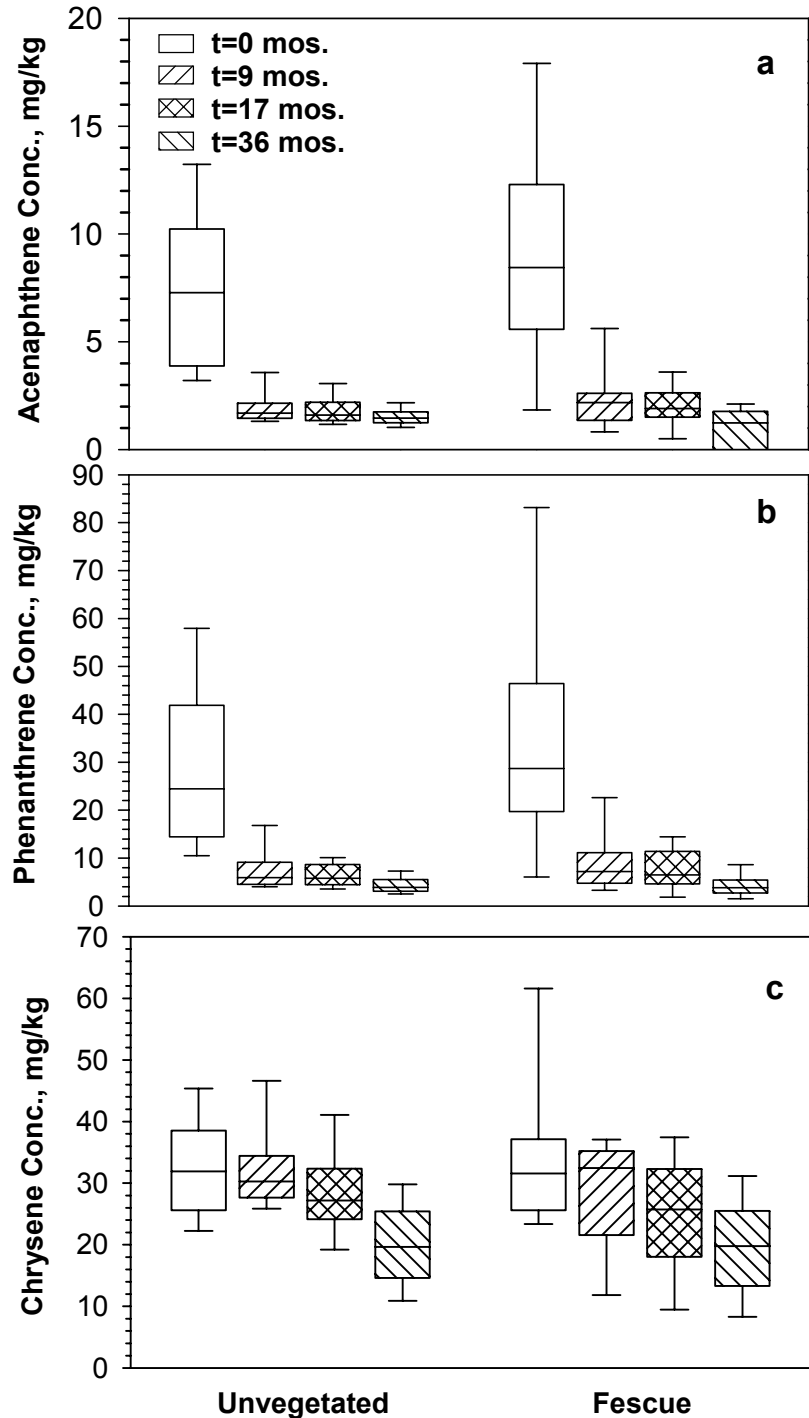 20
15
10
5
0
Acenaphthene Conc., mg/kg
t=0 mos.
t=9 mos.
t=17 mos.
t=36 mos.
a
90
80
70
60
50
40
30
20
10
0
Phenanthrene Conc., mg/kg
b
70
60
50
40
30
20
10
0
Chrysene Conc., mg/kg
c
Unvegetated
Fescue